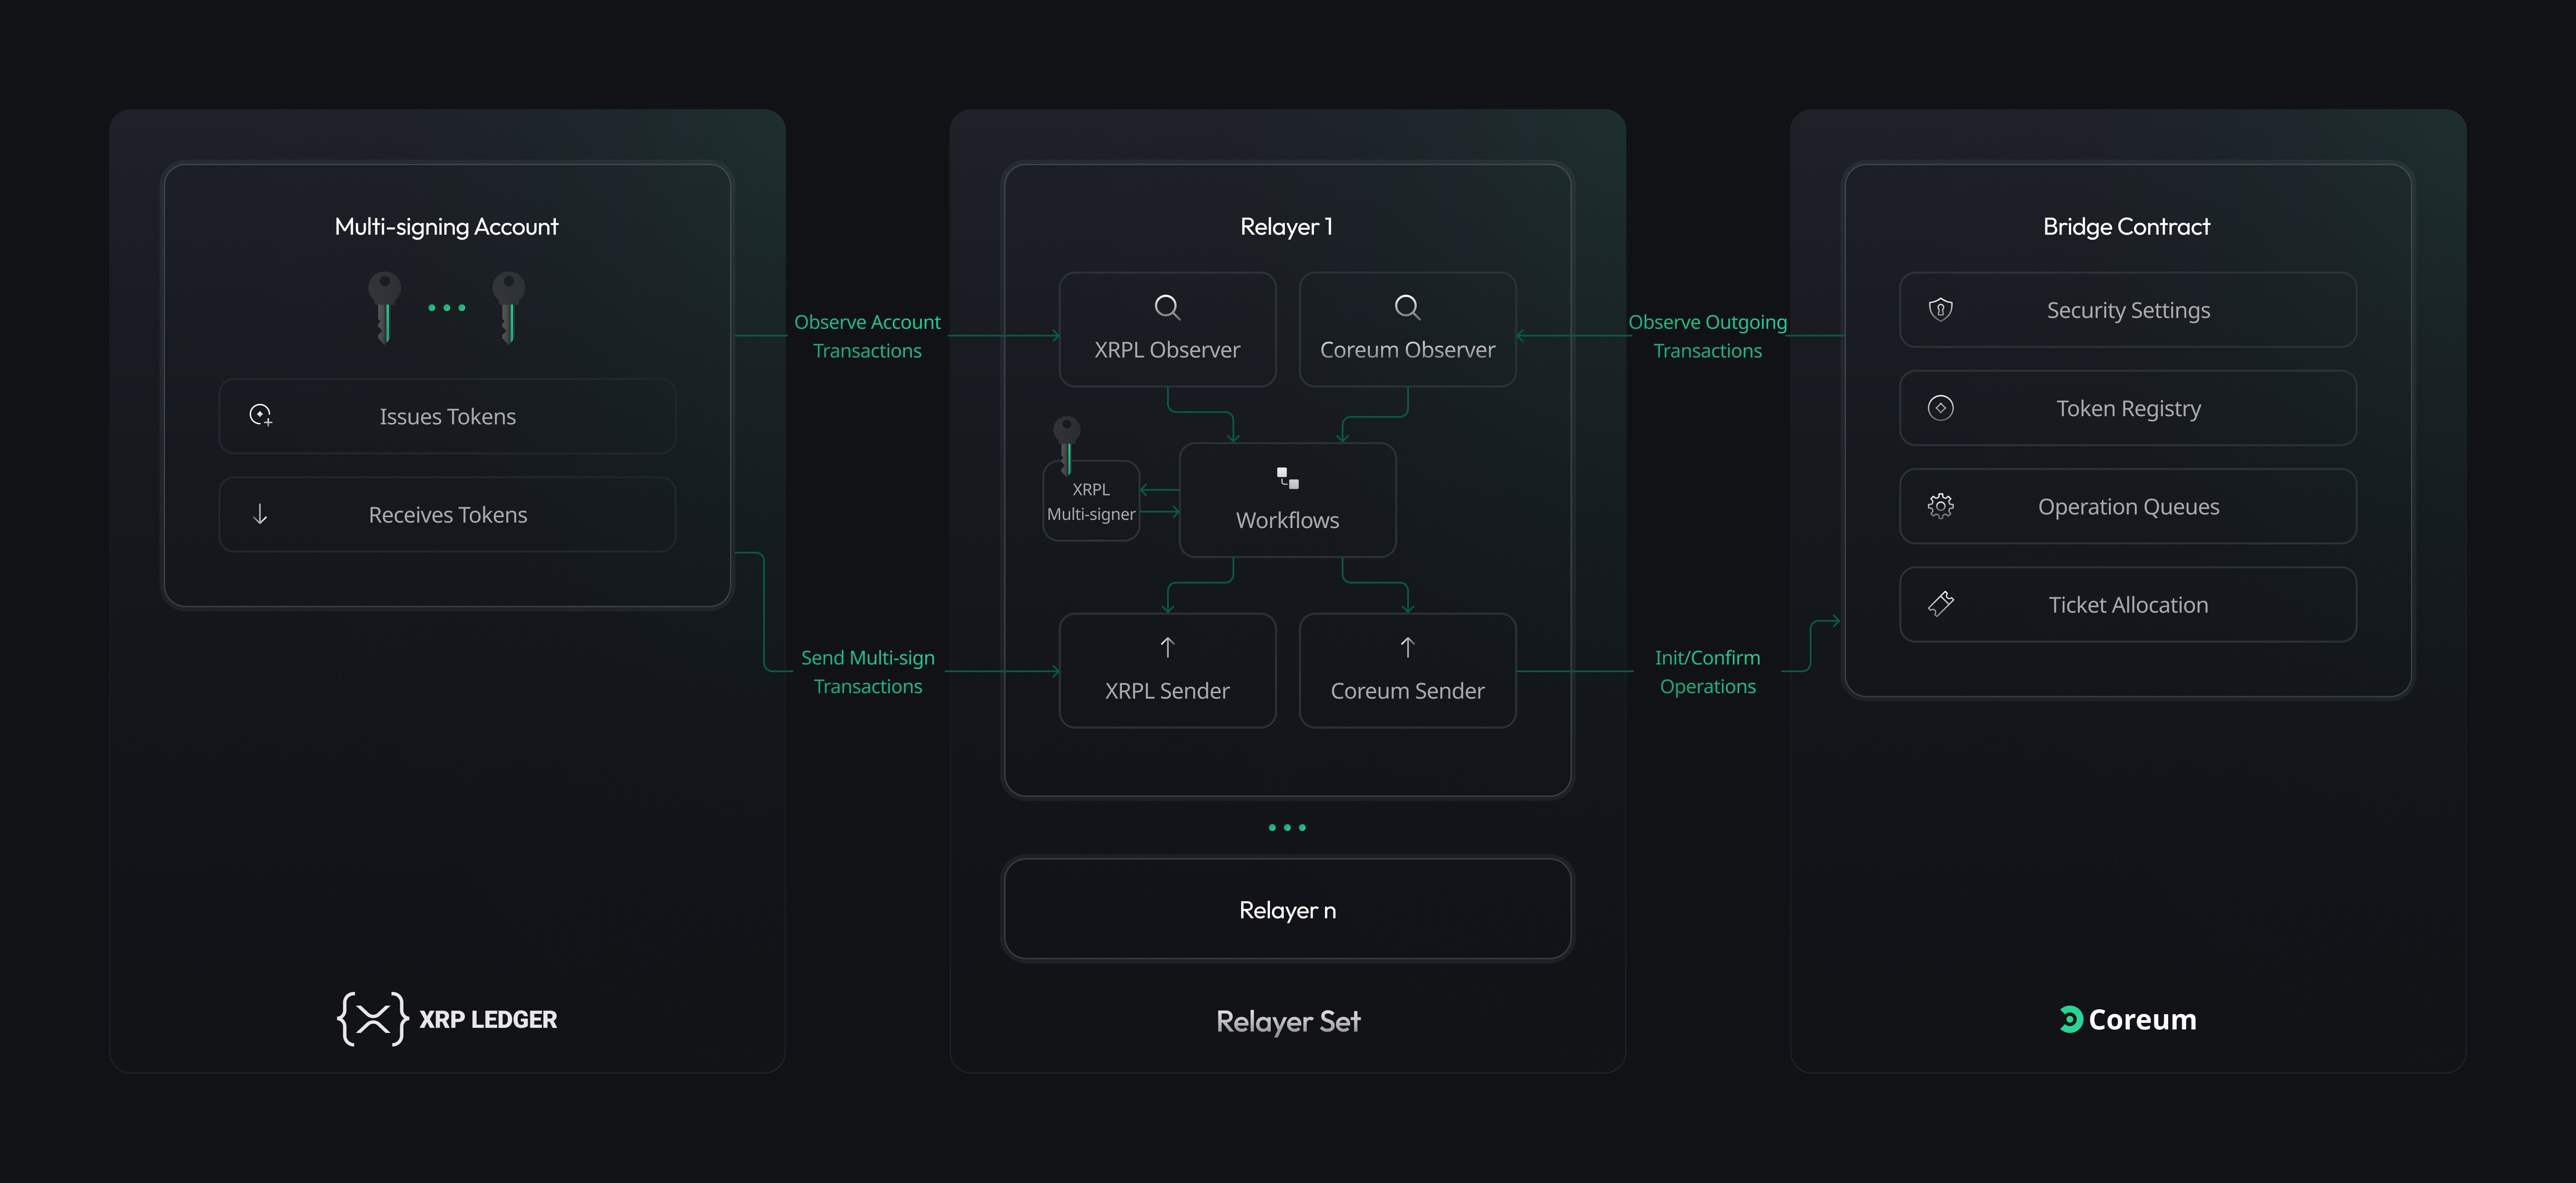 Multi-signing Account
Issues Tokens
Receives Tokens
XRP LEDGER
Observe Account
Transactions
Send Multi-sign
Transactions
Relayer 1
XRPL Observer
Coreum Observer
XRPL
Multi-signer
Workflows
XRPL Sender
Coreum Sender
Relayer n
Relayer Set
Observe Outgoing
Transactions
Init/Confirm
Operations
Bridge Contract
Security Settings
Token Registry
Operation Queues
Ticket Allocation
Coreum